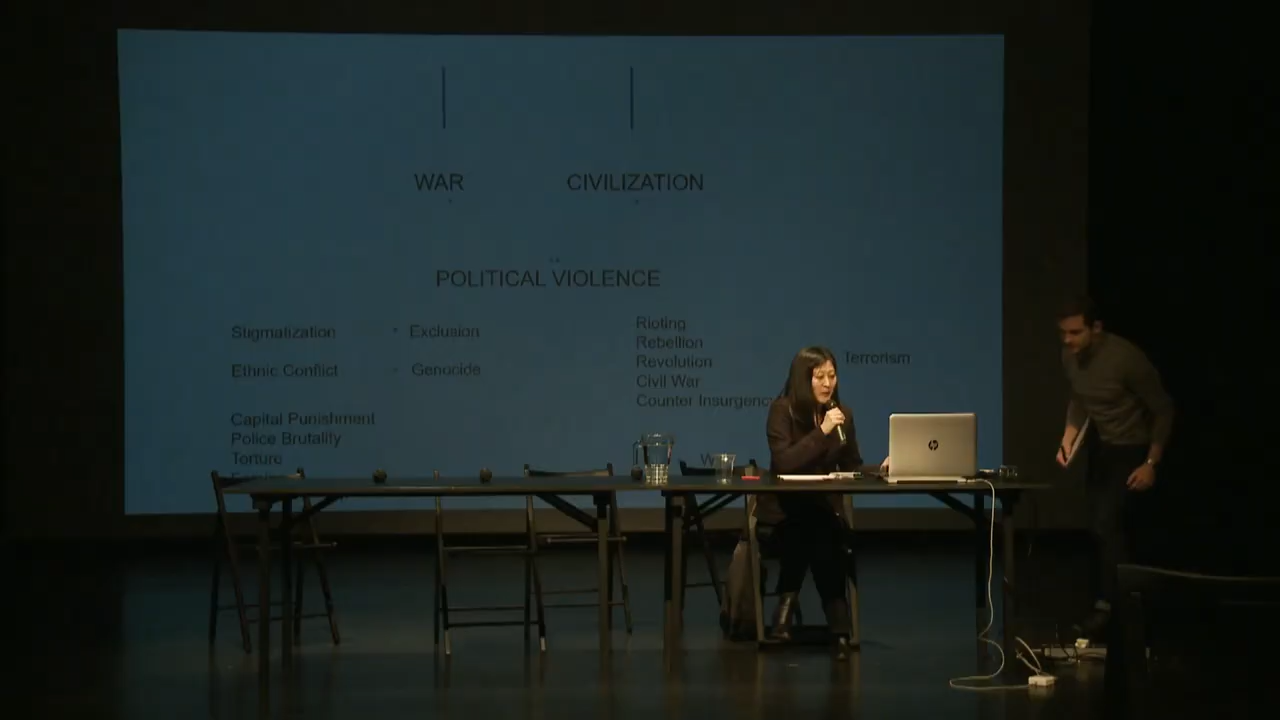 WAR CIVILIZATION
POLITICAL VIOLENCE
Stigmatization • Exclusion
Ethnic Conflict - Genocide
Capital Punishment
Police Brutality
Torture
Rioting
Rebellion
Revolution
Civil War
Counter Insurgency
Terrorism
hp